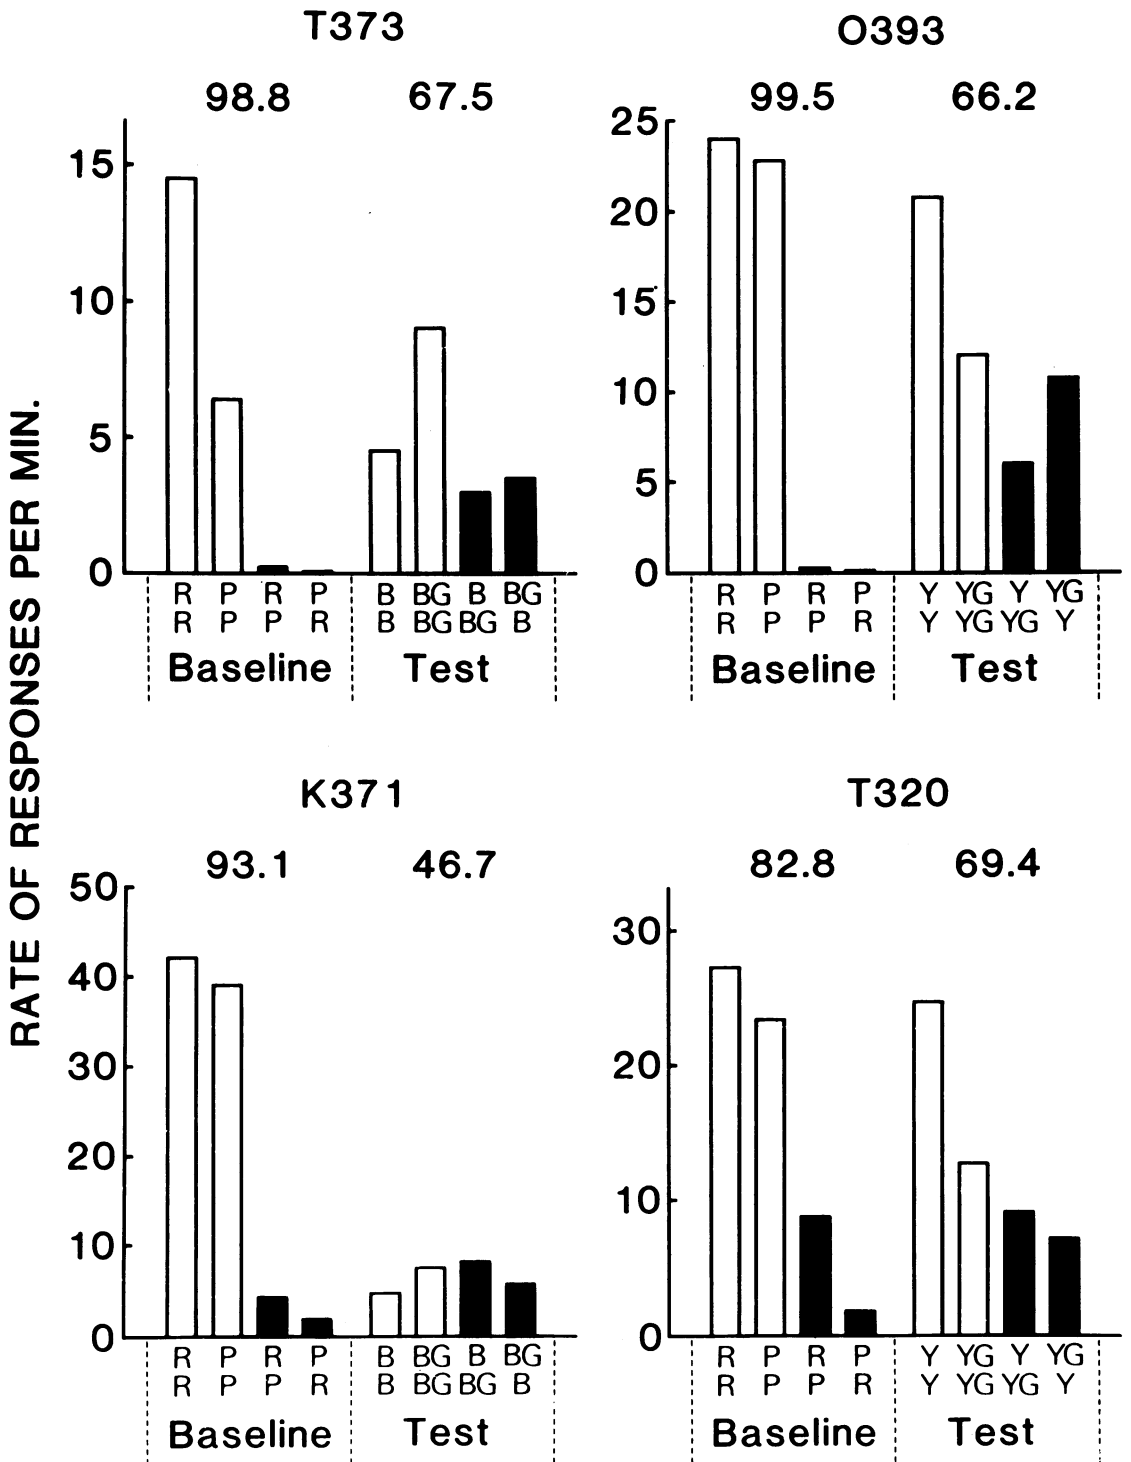 RATE OF RESPONSES PER MIN.
T373
98.8 67.5
15
10
5
0
R P R P B BG B BG
R P P R B BG BG B
Baseline Test
O393
99.5 66.2
25
20
15
10
5
0
R P R P Y YG Y YG
R P P R Y YG YG Y
Baseline Test
K371
93.1 46.7
50
40
30
20
10
0
R P R P B BG B BG
R P P R B BG BG B
Baseline Test
T320
82.8 69.4
30
20
10
0
R P R P Y YG Y YG
R P P R Y YG YG Y
Baseline Test